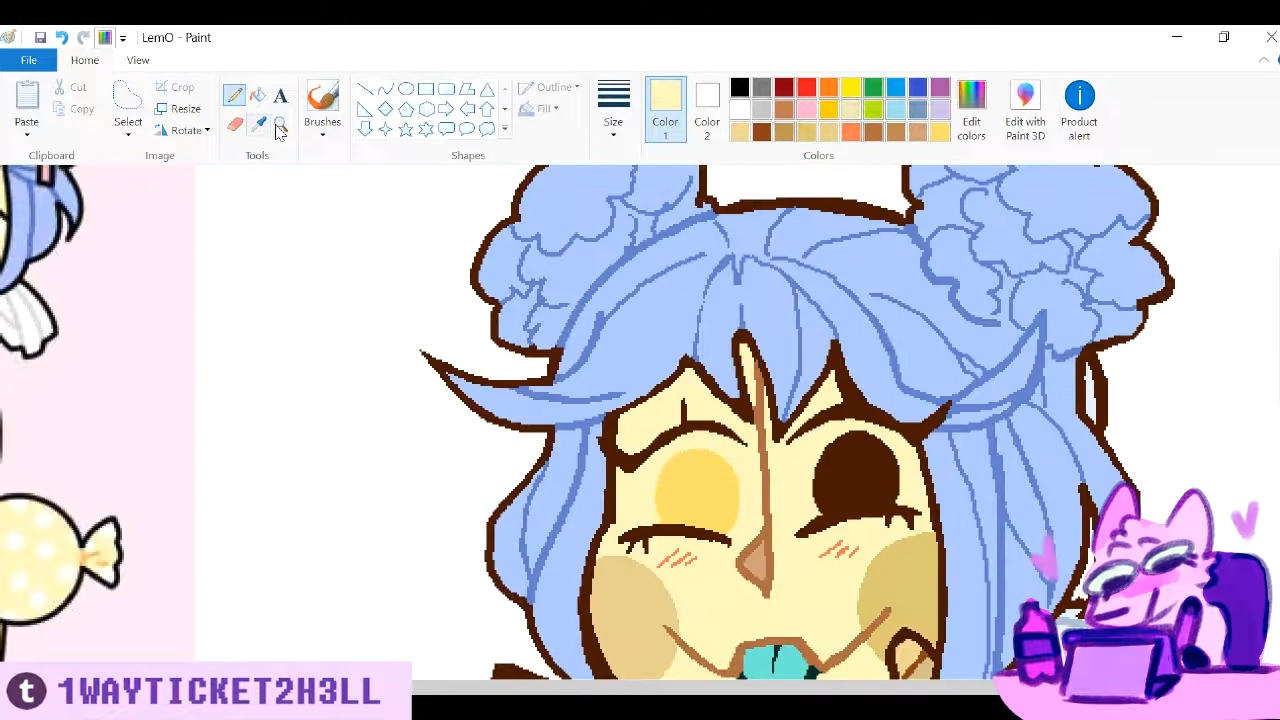 LemO - Paint
File Home View
Paste
Cut
Copy
Clipboard
Select
Crop
Resize
Rotate
Image
A
Tools
Brushes
Shapes
Outline
Fill
Size
Color 1
Color 2
Colors
Edit colors
Edit with Paint 3D
Product alert
t 1WAYTICKET2H3LL